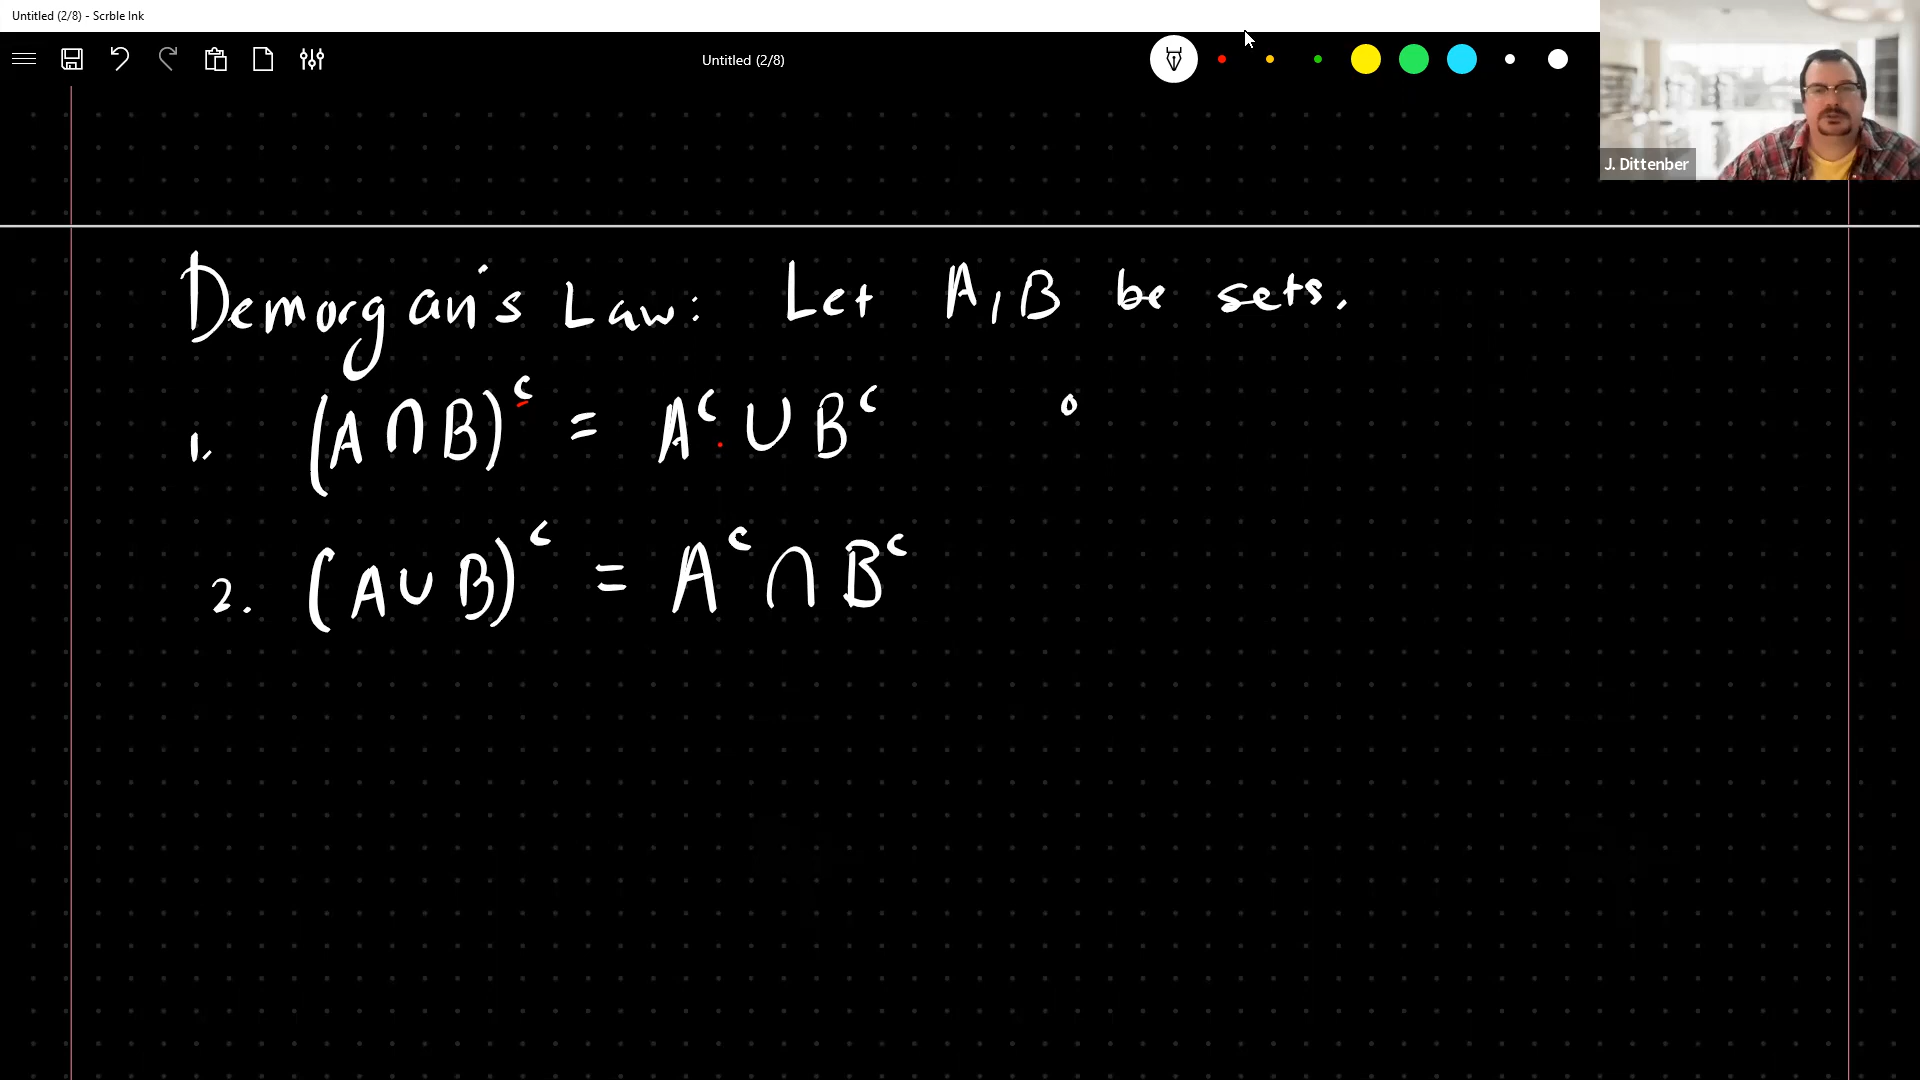 Untitled (2/8) - Scrble Ink
Untitled (2/8)
J. Dittenber
Demorgan's Law: Let A, B be sets.
1. (A ∩ B)ᶜ = Aᶜ ∪ Bᶜ
2. (A ∪ B)ᶜ = Aᶜ ∩ Bᶜ